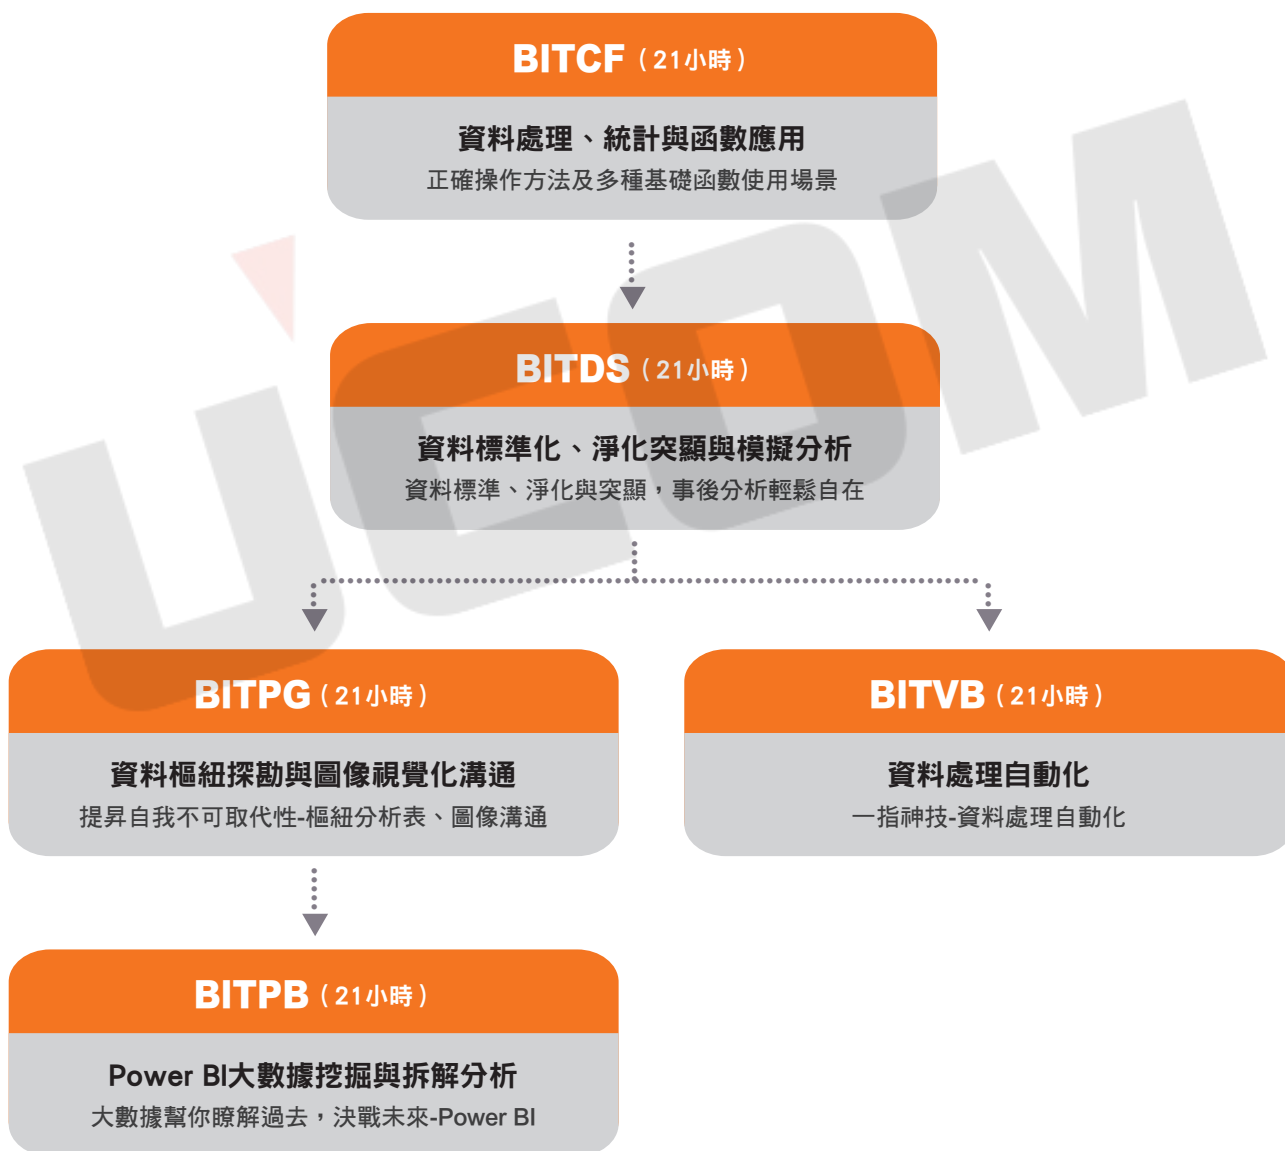 BITCF（21小時）
資料處理、統計與函數應用
正確操作方法及多種基礎函數使用場景
BITDS（21小時）
資料標準化、淨化突顯與模擬分析
資料標準、淨化與突顯，事後分析輕鬆自在
BITPG（21小時）
資料樞紐探勘與圖像視覺化溝通
提昇自我不可取代性-樞紐分析表、圖像溝通
BITVB（21小時）
資料處理自動化
一指神技-資料處理自動化
BITPB（21小時）
Power BI大數據挖掘與拆解分析
大數據幫你瞭解過去，決戰未來-Power BI
UCOM